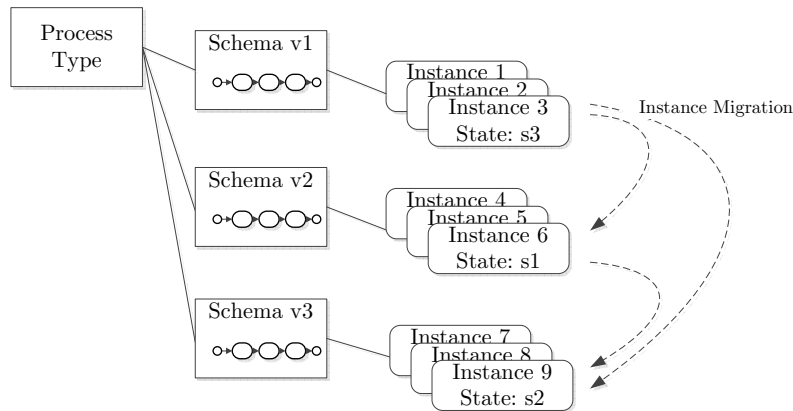 Process
Type
Schema v1
Instance 1
Instance 2
Instance 3
State: s3
Instance Migration
Schema v2
Instance 4
Instance 5
Instance 6
State: s1
Schema v3
Instance 7
Instance 8
Instance 9
State: s2